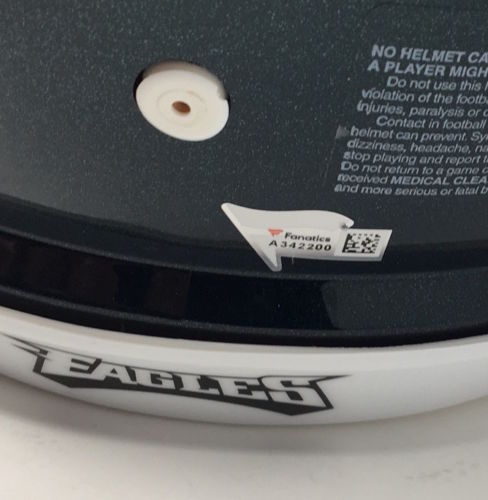 NO HELMET CA
A PLAYER MIGH
Do not use this
violation of the footb
injuries, paralysis or
Contact in football
helmet can prevent. Sy
dizziness, headache, na
stop playing and report
Do not return to a game
received MEDICAL CLEA
and more serious or fatal b
Fanatics
A342200
EAGLES